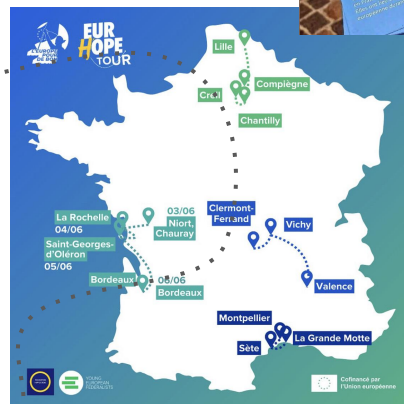 L'EUROPE
EUR
HOPE
TOUR
Lille
Compiègne
Creil
Chantilly
La Rochelle
04/06
03/06
Niort,
Chauray
Saint-Georges-
d'Oléron
05/06
Bordeaux
06/06
Bordeaux
Clermont-
Ferrand
Vichy
Valence
Montpellier
La Grande Motte
Sète
YOUNG
EUROPEAN
FEDERALISTS
Cofinancé par
l'Union européenne